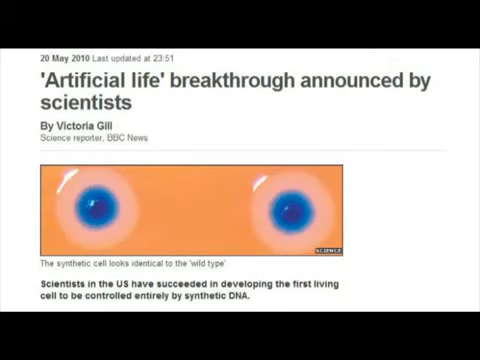 20 May 2010 Last updated at 23:51
'Artificial life' breakthrough announced by
scientists
By Victoria Gill
Science reporter, BBC News
SCIENCE
The synthetic cell looks identical to the 'wild type'
Scientists in the US have succeeded in developing the first living
cell to be controlled entirely by synthetic DNA.